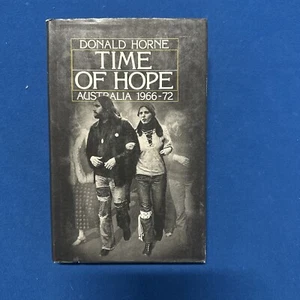 DONALD HORNE
TIME
OF HOPE
AUSTRALIA 1966-72